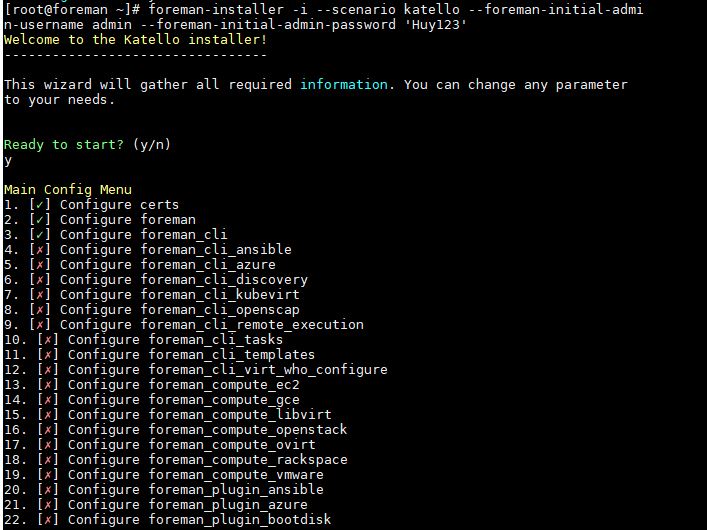 [root@foreman ~]# foreman-installer -i --scenario katello --foreman-initial-admi
n-username admin --foreman-initial-admin-password 'Huy123'
Welcome to the Katello installer!
---------------------------------
This wizard will gather all required information. You can change any parameter
to your needs.
Ready to start? (y/n)
y
Main Config Menu
1. [✓] Configure certs
2. [✓] Configure foreman
3. [✓] Configure foreman_cli
4. [✗] Configure foreman_cli_ansible
5. [✗] Configure foreman_cli_azure
6. [✗] Configure foreman_cli_discovery
7. [✗] Configure foreman_cli_kubevirt
8. [✗] Configure foreman_cli_openscap
9. [✗] Configure foreman_cli_remote_execution
10. [✗] Configure foreman_cli_tasks
11. [✗] Configure foreman_cli_templates
12. [✗] Configure foreman_cli_virt_who_configure
13. [✗] Configure foreman_compute_ec2
14. [✗] Configure foreman_compute_gce
15. [✗] Configure foreman_compute_libvirt
16. [✗] Configure foreman_compute_openstack
17. [✗] Configure foreman_compute_ovirt
18. [✗] Configure foreman_compute_rackspace
19. [✗] Configure foreman_compute_vmware
20. [✗] Configure foreman_plugin_ansible
21. [✗] Configure foreman_plugin_azure
22. [✗] Configure foreman_plugin_bootdisk